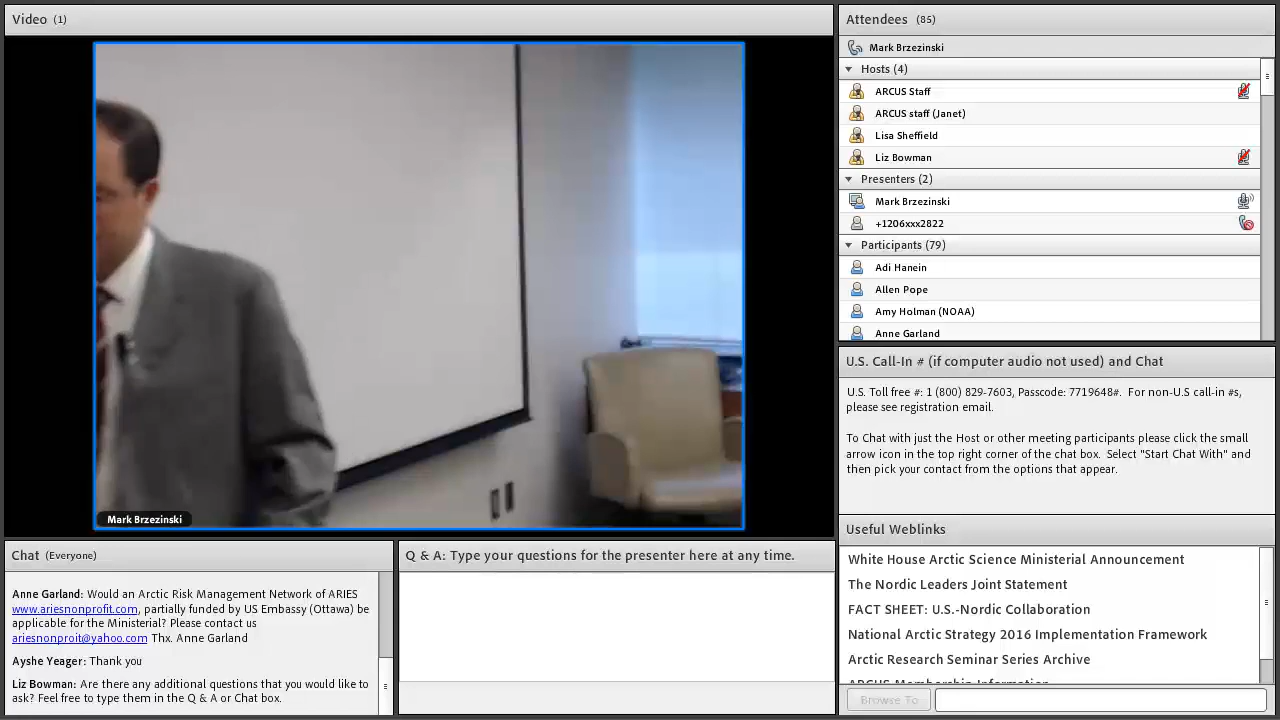 Video (1)
Mark Brzezinski
Attendees (85)
Mark Brzezinski
Hosts (4)
ARCUS Staff
ARCUS staff (Janet)
Lisa Sheffield
Liz Bowman
Presenters (2)
Mark Brzezinski
+1206xxx2822
Participants (79)
Adi Hanein
Allen Pope
Amy Holman (NOAA)
Anne Garland
U.S. Call-In # (if computer audio not used) and Chat
U.S. Toll free #: 1 (800) 829-7603, Passcode: 7719648#. For non-U.S call-in #s,
please see registration email.
To Chat with just the Host or other meeting participants please click the small
arrow icon in the top right corner of the chat box. Select "Start Chat With" and
then pick your contact from the options that appear.
Useful Weblinks
White House Arctic Science Ministerial Announcement
The Nordic Leaders Joint Statement
FACT SHEET: U.S.-Nordic Collaboration
National Arctic Strategy 2016 Implementation Framework
Arctic Research Seminar Series Archive
ARCUS Membership Information
Browse To
Chat (Everyone)
Anne Garland: Would an Arctic Risk Management Network of ARIES
www.ariesnonprofit.com, partially funded by US Embassy (Ottawa) be
applicable for the Ministerial? Please contact us
ariesnonproit@yahoo.com Thx. Anne Garland
Ayshe Yeager: Thank you
Liz Bowman: Are there any additional questions that you would like to
ask? Feel free to type them in the Q & A or Chat box.
Q & A: Type your questions for the presenter here at any time.